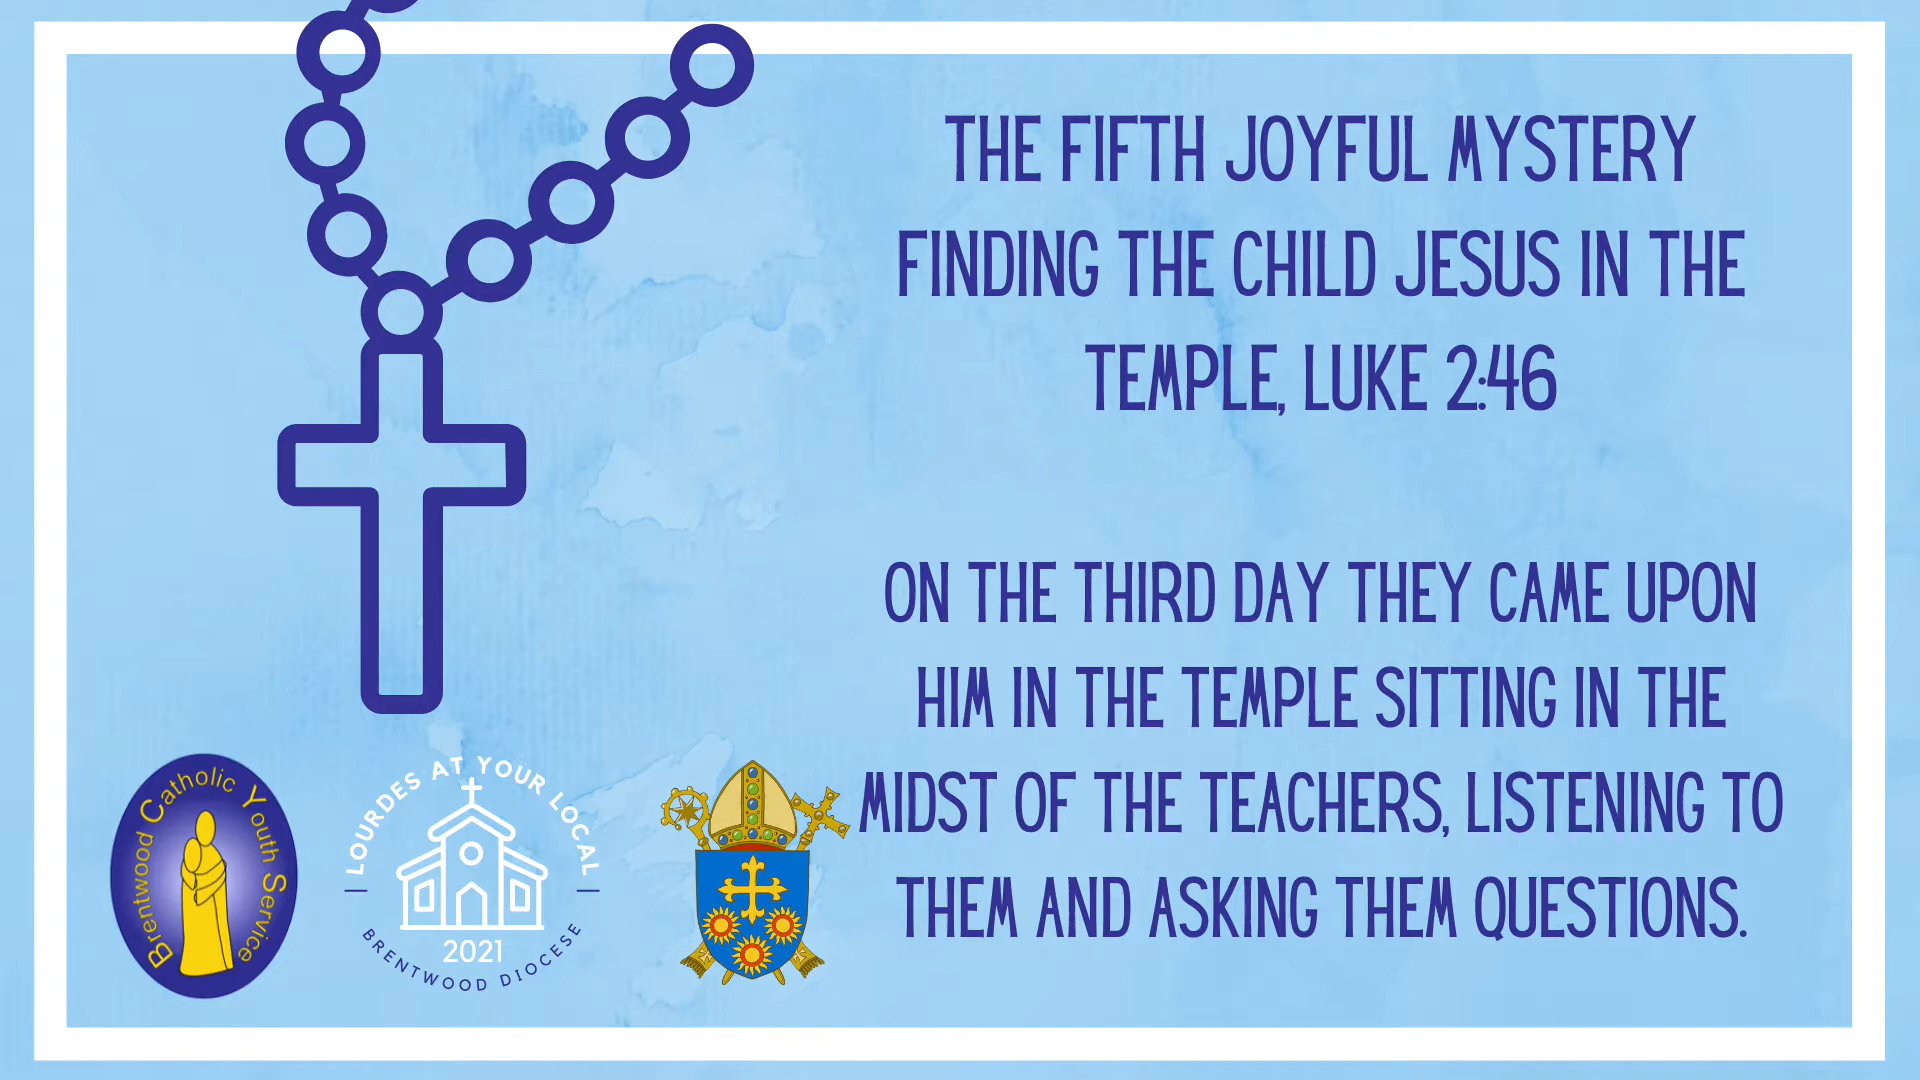 THE FIFTH JOYFUL MYSTERY
FINDING THE CHILD JESUS IN THE
TEMPLE, LUKE 2:46
ON THE THIRD DAY THEY CAME UPON
HIM IN THE TEMPLE SITTING IN THE
MIDST OF THE TEACHERS, LISTENING TO
THEM AND ASKING THEM QUESTIONS.
Brentwood Catholic Youth Service
LOURDES AT YOUR LOCAL
2021
BRENTWOOD DIOCESE